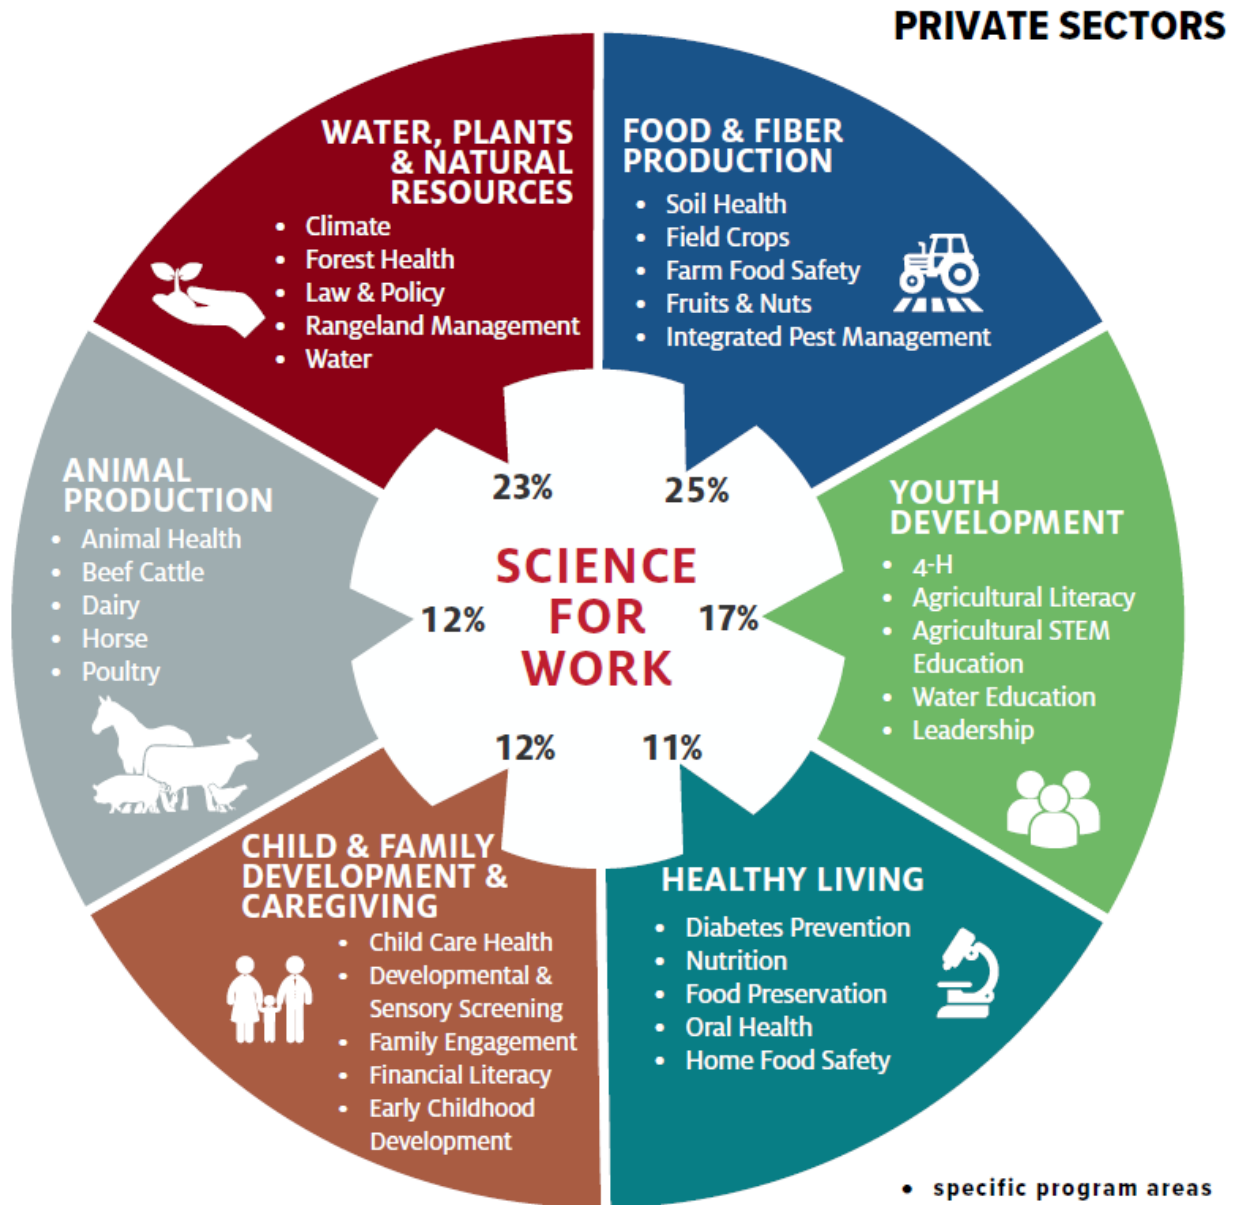 PRIVATE SECTORS
WATER, PLANTS
& NATURAL
RESOURCES
• Climate
• Forest Health
• Law & Policy
• Rangeland Management
• Water
FOOD & FIBER
PRODUCTION
• Soil Health
• Field Crops
• Farm Food Safety
• Fruits & Nuts
• Integrated Pest Management
ANIMAL
PRODUCTION
• Animal Health
• Beef Cattle
• Dairy
• Horse
• Poultry
23%
25%
SCIENCE
FOR
WORK
12%
17%
12%
11%
YOUTH
DEVELOPMENT
• 4-H
• Agricultural Literacy
• Agricultural STEM
Education
• Water Education
• Leadership
CHILD & FAMILY
DEVELOPMENT &
CAREGIVING
• Child Care Health
• Developmental &
Sensory Screening
• Family Engagement
• Financial Literacy
• Early Childhood
Development
HEALTHY LIVING
• Diabetes Prevention
• Nutrition
• Food Preservation
• Oral Health
• Home Food Safety
• specific program areas